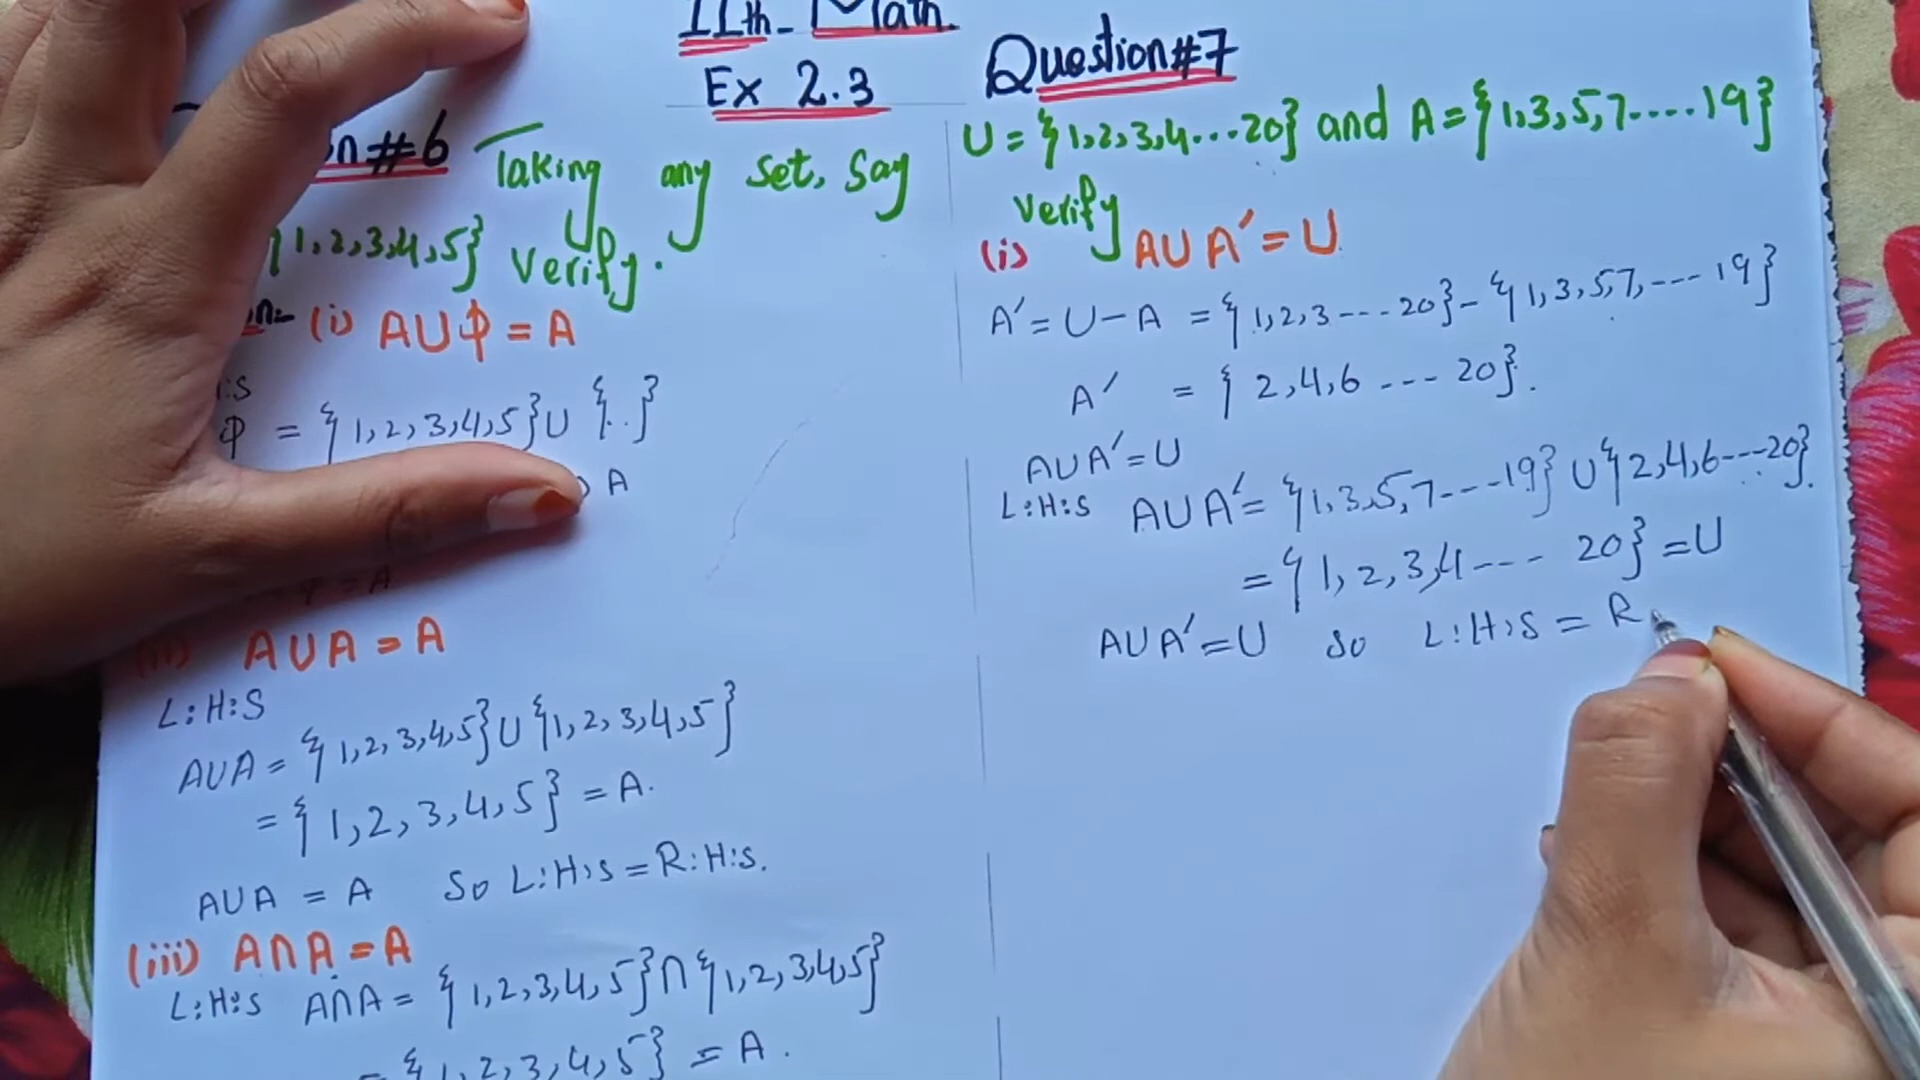 11th- Math.
Ex 2.3
n#6 Taking any set, say
{1,2,3,4,5} verify.
n:- (i) A∪Φ = A
:S
Φ = {1,2,3,4,5}∪{..}
A
= A
(ii) A∪A = A
L:H:S
A∪A = {1,2,3,4,5}∪{1,2,3,4,5}
= {1,2,3,4,5} = A.
A∪A = A So L:H:S = R:H:S.
(iii) A∩A = A
L:H:S A∩A = {1,2,3,4,5}∩{1,2,3,4,5}
= {1,2,3,4,5} = A.
Question#7
U = {1,2,3,4...20} and A = {1,3,5,7....19}
verify
(i) A∪A′ = U.
A′ = U-A = {1,2,3----20}-{1,3,5,7,---19}
A′ = {2,4,6 --- 20}.
A∪A′ = U
L:H:S A∪A′ = {1,3,5,7---19}∪{2,4,6---20}.
= {1,2,3,4--- 20} = U
A∪A′ = U So L:H:S = R